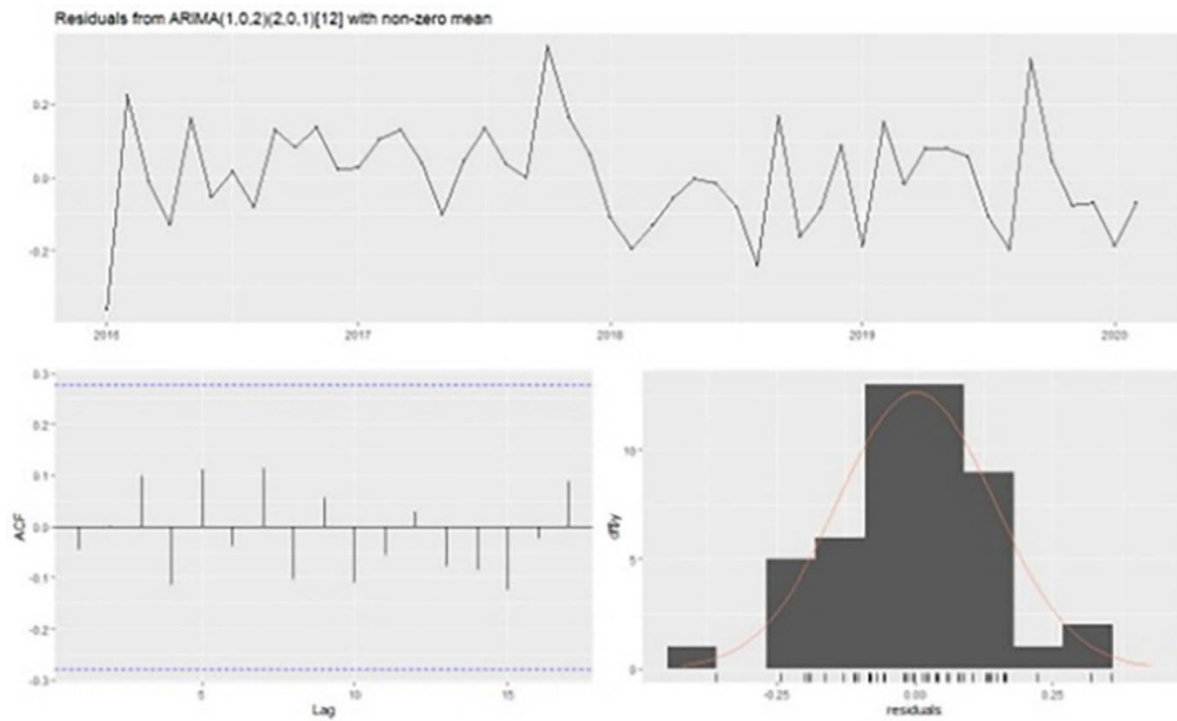 Residuals from ARIMA(1,0,2)(2,0,1)[12] with non-zero mean
0.2
0.0
-0.2
2016 2017 2018 2019 2020
0.3
0.2
0.1
0.0
-0.1
-0.2
-0.3
ACF
5 15
Lag
10
5
0
df$y
-0.25 0.00 0.25
residuals